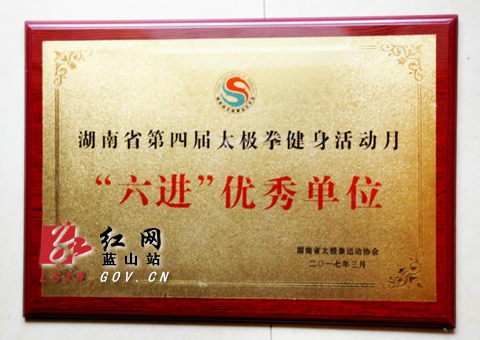 湖南省第四届太极拳健身活动月
“六进”优秀单位
湖南省太极拳运动协会
二〇一七年三月
红网
蓝山站
LSXW.GOV.CN